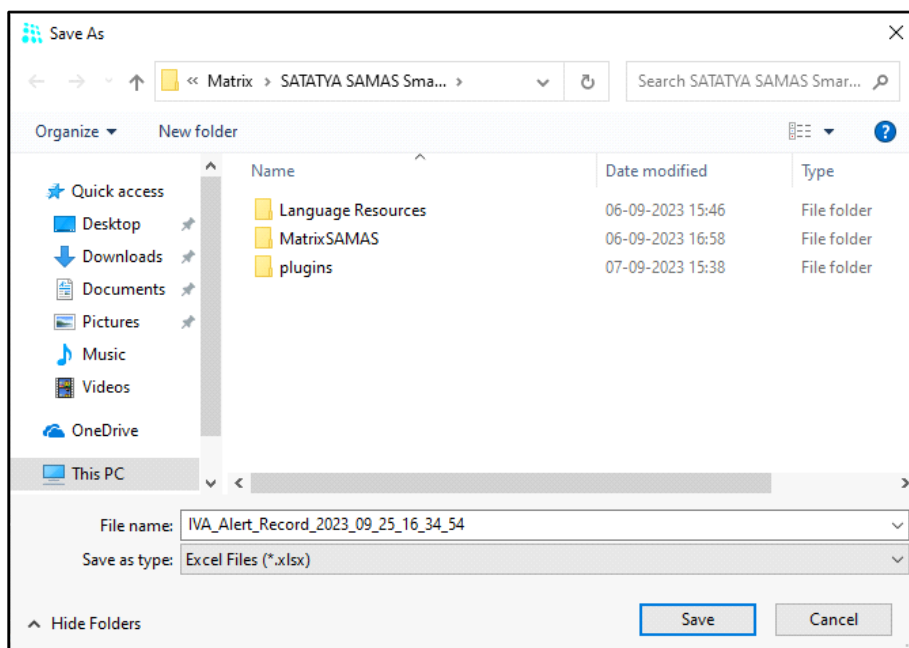 Save As
« Matrix > SATATYA SAMAS Sma... >
Search SATATYA SAMAS Smar...
Organize
New folder
?
Name
Date modified
Type
Quick access
Desktop
Downloads
Documents
Pictures
Music
Videos
OneDrive
This PC
Language Resources 06-09-2023 15:46 File folder
MatrixSAMAS 06-09-2023 16:58 File folder
plugins 07-09-2023 15:38 File folder
File name: IVA_Alert_Record_2023_09_25_16_34_54
Save as type: Excel Files (*.xlsx)
Hide Folders
Save
Cancel